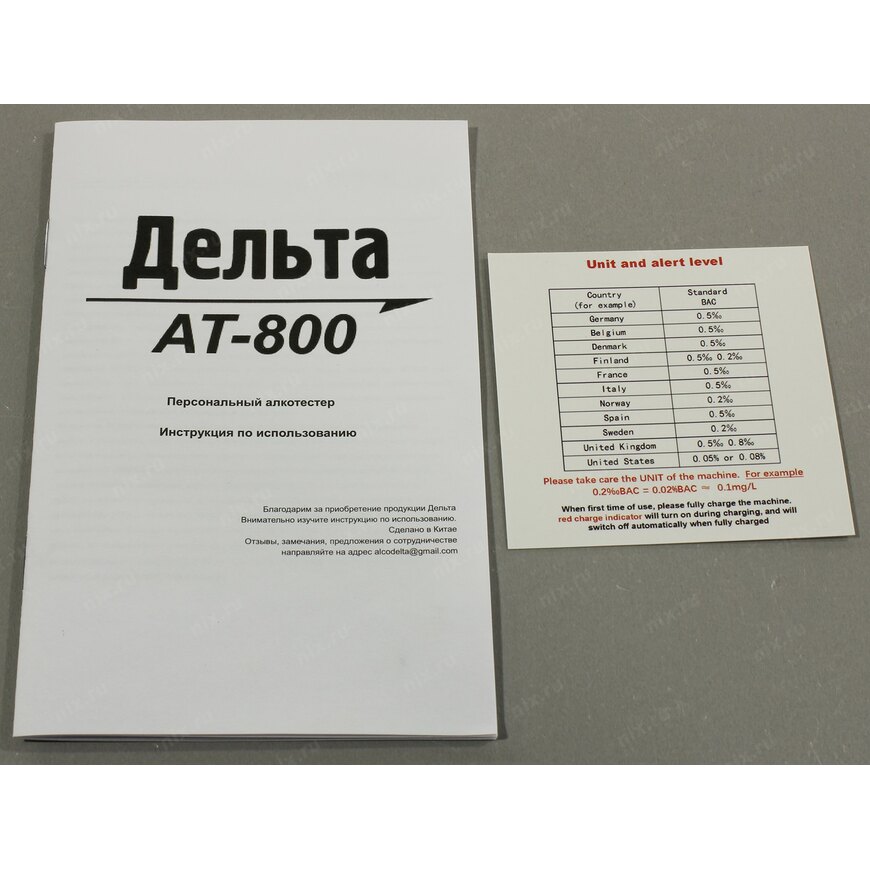 Дельта
АТ-800
Персональный алкотестер
Инструкция по использованию
Благодарим за приобретение продукции Дельта
Внимательно изучите инструкцию по использованию.
Сделано в Китае
Отзывы, замечания, предложения о сотрудничестве
направляйте на адрес alcodelta@gmail.com
Unit and alert level
Country (for example) Standard BAC
Germany 0.5‰
Belgium 0.5‰
Denmark 0.5‰
Finland 0.5‰ 0.2‰
France 0.5‰
Italy 0.5‰
Norway 0.2‰
Spain 0.5‰
Sweden 0.2‰
United Kingdom 0.5‰ 0.8‰
United States 0.05% or 0.08%
Please take care the UNIT of the machine. For example
0.2‰BAC = 0.02%BAC ≈ 0.1mg/L
When first time of use, please fully charge the machine.
red charge indicator will turn on during charging, and will
switch off automatically when fully charged